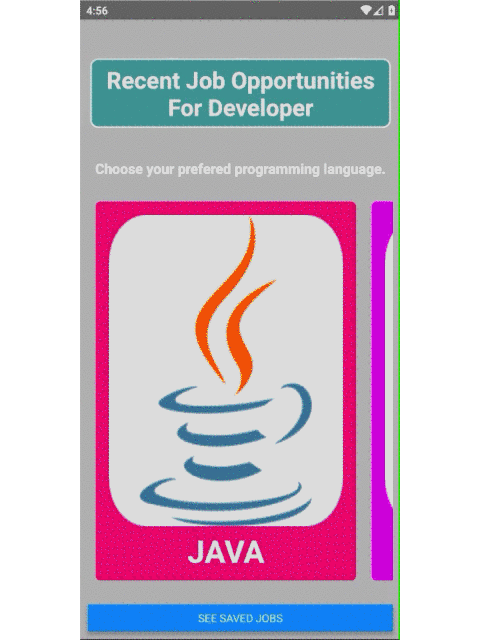 4:56
Recent Job Opportunities
For Developer
Choose your prefered programming language.
JAVA
SEE SAVED JOBS